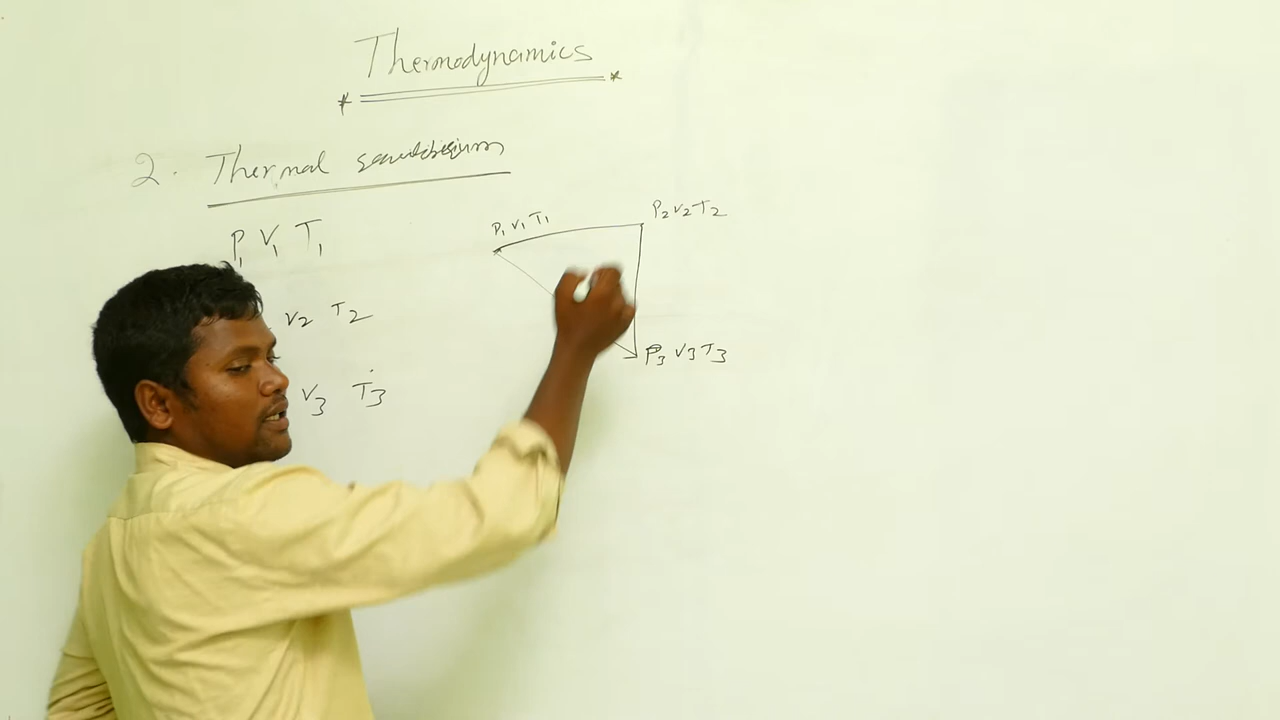 Thermodynamics
2. Thermal
P1 V1 T1
V2 T2
V3 T3
P1 V1 T1
P2 V2 T2
P3 V3 T3